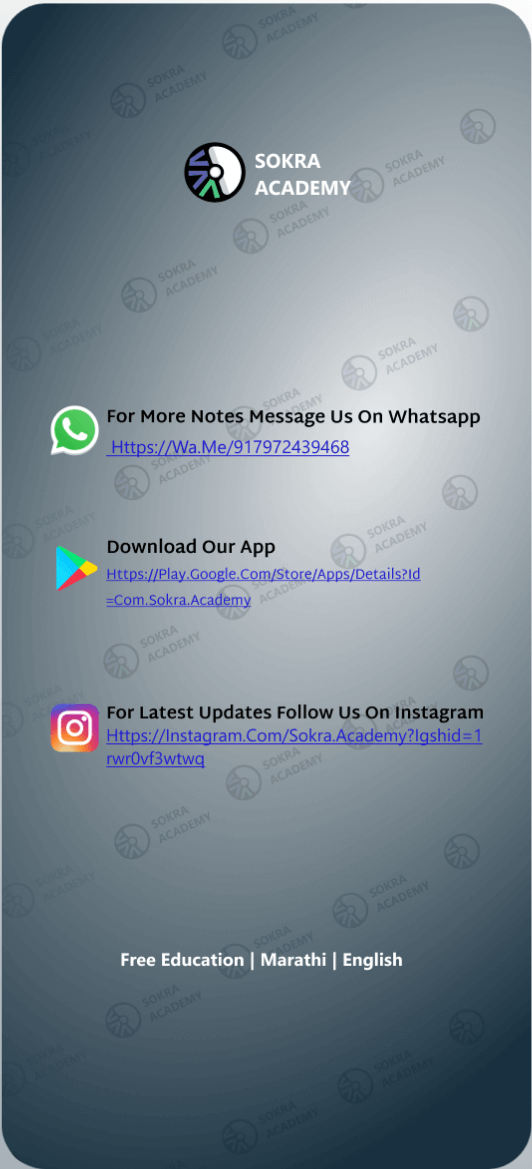 SOKRA
ACADEMY
For More Notes Message Us On Whatsapp
Https://Wa.Me/917972439468
Download Our App
Https://Play.Google.Com/Store/Apps/Details?Id
=Com.Sokra.Academy
For Latest Updates Follow Us On Instagram
Https://Instagram.Com/Sokra.Academy?Igshid=1
rwr0vf3wtwq
Free Education | Marathi | English